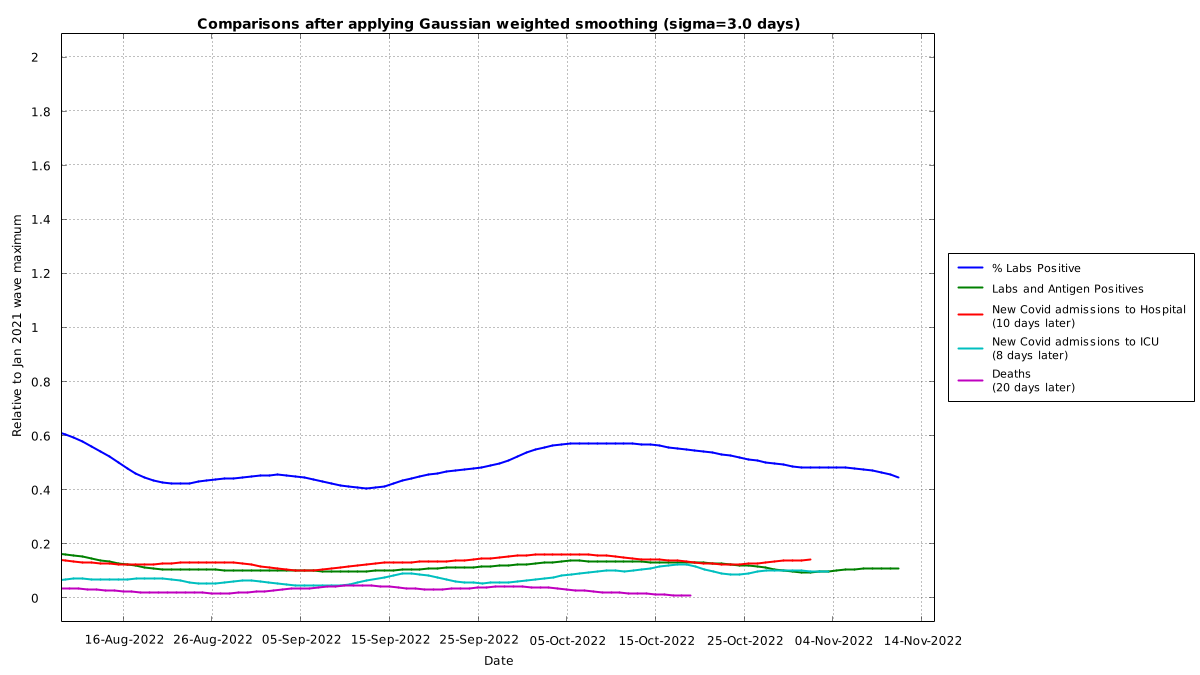 Comparisons after applying Gaussian weighted smoothing (sigma=3.0 days)
Relative to Jan 2021 wave maximum
2
1.8
1.6
1.4
1.2
1
0.8
0.6
0.4
0.2
0
16-Aug-2022 26-Aug-2022 05-Sep-2022 15-Sep-2022 25-Sep-2022 05-Oct-2022 15-Oct-2022 25-Oct-2022 04-Nov-2022 14-Nov-2022
Date
% Labs Positive
Labs and Antigen Positives
New Covid admissions to Hospital
(10 days later)
New Covid admissions to ICU
(8 days later)
Deaths
(20 days later)